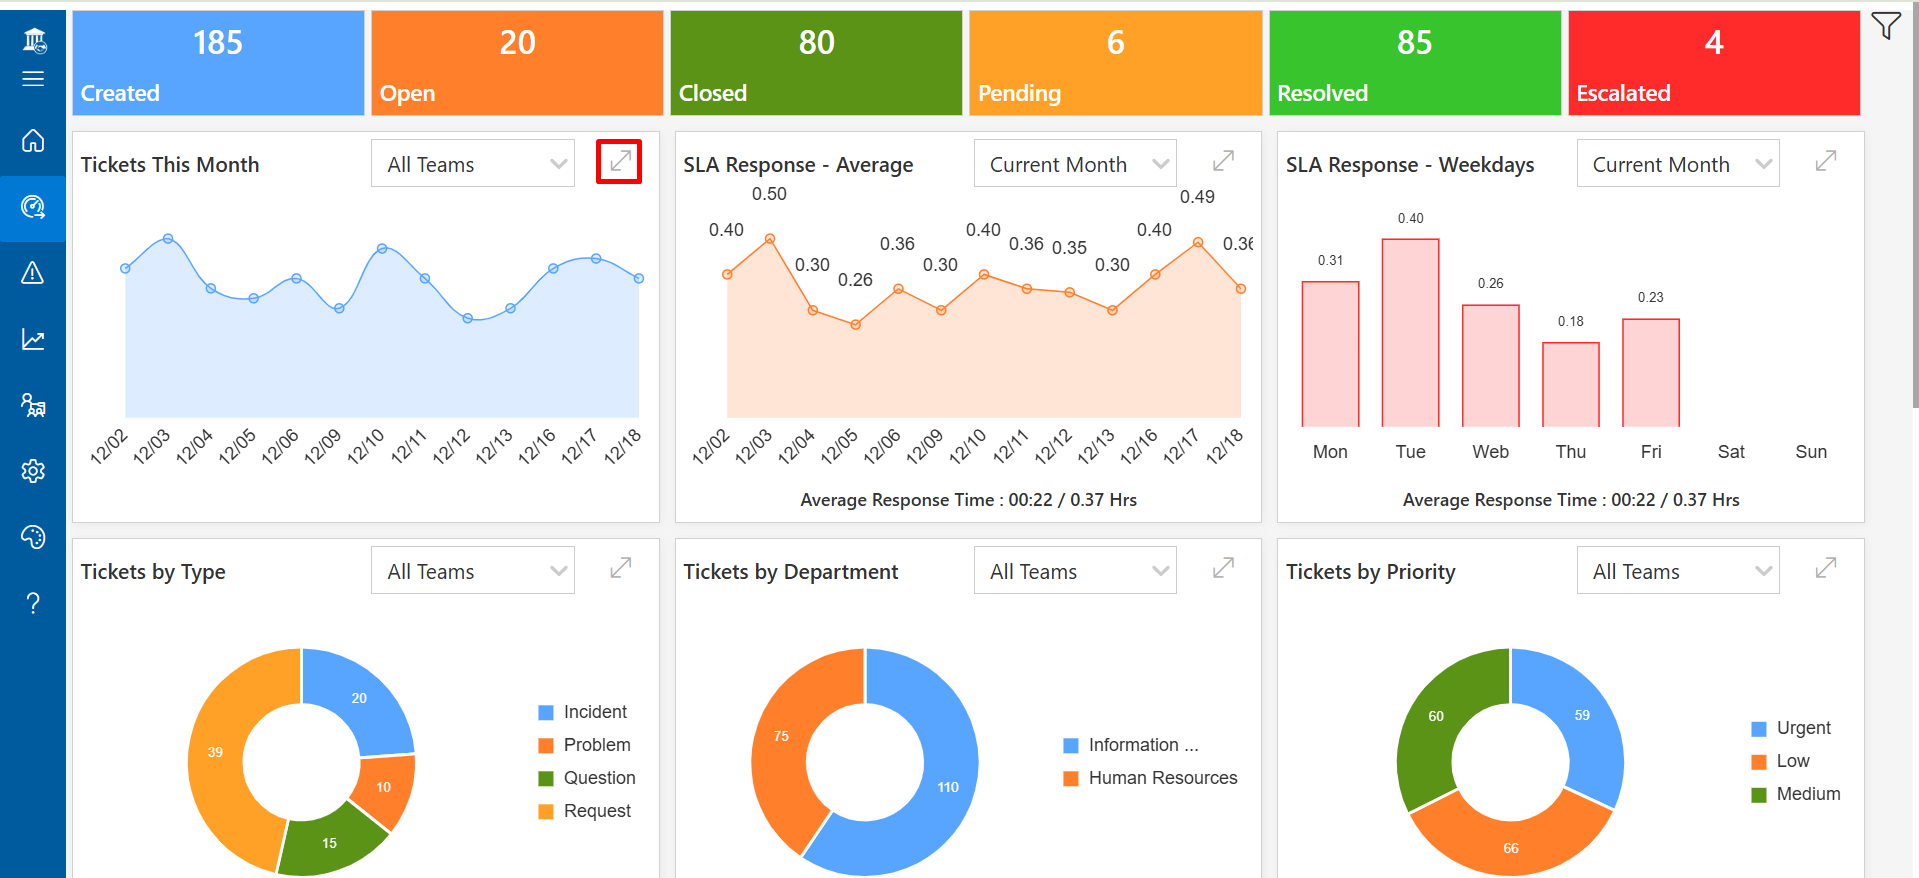 185
Created
20
Open
80
Closed
6
Pending
85
Resolved
4
Escalated
Tickets This Month
All Teams
12/02
12/03
12/04
12/05
12/06
12/09
12/10
12/11
12/12
12/13
12/16
12/17
12/18
SLA Response - Average
Current Month
0.40
0.50
0.30
0.26
0.36
0.30
0.40
0.36
0.35
0.30
0.40
0.49
0.36
12/02
12/03
12/04
12/05
12/06
12/09
12/10
12/11
12/12
12/13
12/16
12/17
12/18
Average Response Time : 00:22 / 0.37 Hrs
SLA Response - Weekdays
Current Month
0.31
0.40
0.26
0.18
0.23
Mon
Tue
Web
Thu
Fri
Sat
Sun
Average Response Time : 00:22 / 0.37 Hrs
Tickets by Type
All Teams
20
10
15
39
Incident
Problem
Question
Request
Tickets by Department
All Teams
75
110
Information ...
Human Resources
Tickets by Priority
All Teams
60
59
66
Urgent
Low
Medium